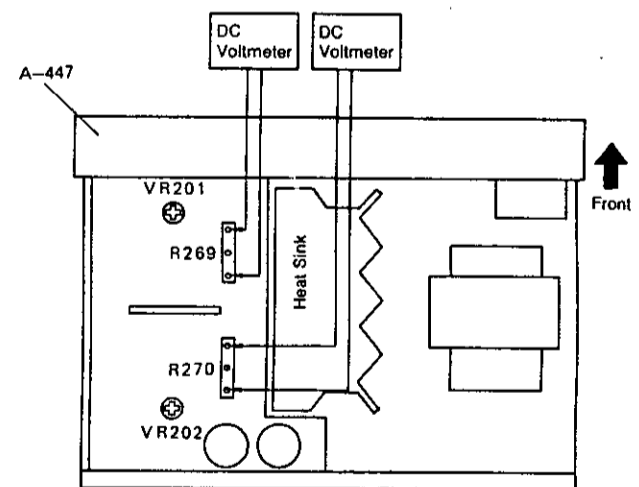 DC
Voltmeter
DC
Voltmeter
A-447
VR201
R269
Heat Sink
Front
R270
VR202